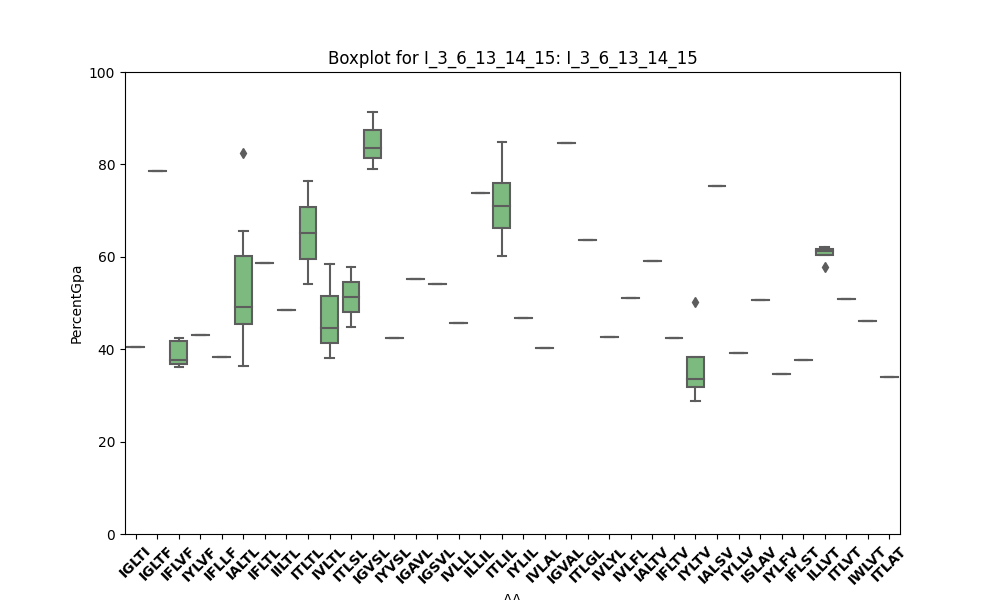 Boxplot for I_3_6_13_14_15: I_3_6_13_14_15
100
80
60
40
20
0
PercentGpa
IGLTI IGLTF IFLVF IYLVF IFLLF IALTL IFLTL IILTL ITLTL IVLTL ITLSL IGVSL IYVSL IGAVL IGSVL IVLLL ILLIL ITLIL IYLIL IVLAL IGVAL ITLGL IVLYL IVLFL IALTV IFLTV IYLTV IALSV IYLLV ISLAV IYLFV IFLST ILLVT ITLVT IWLVT ITLAT
AA